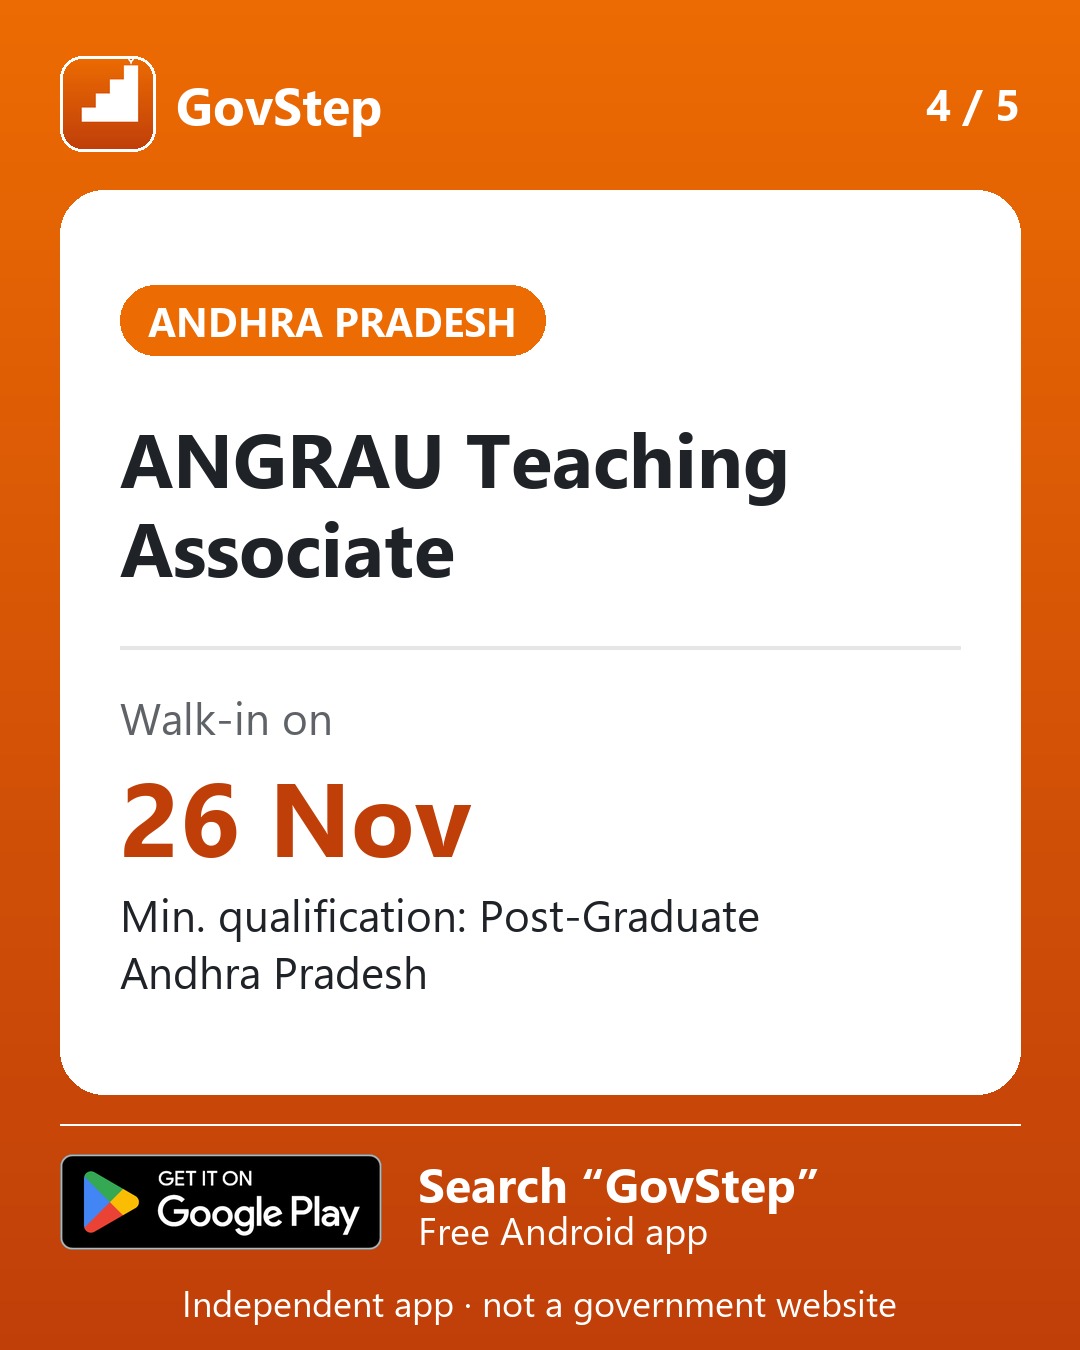 GovStep
4 / 5
ANDHRA PRADESH
ANGRAU Teaching
Associate
Walk-in on
26 Nov
Min. qualification: Post-Graduate
Andhra Pradesh
GET IT ON
Google Play
Search “GovStep”
Free Android app
Independent app · not a government website